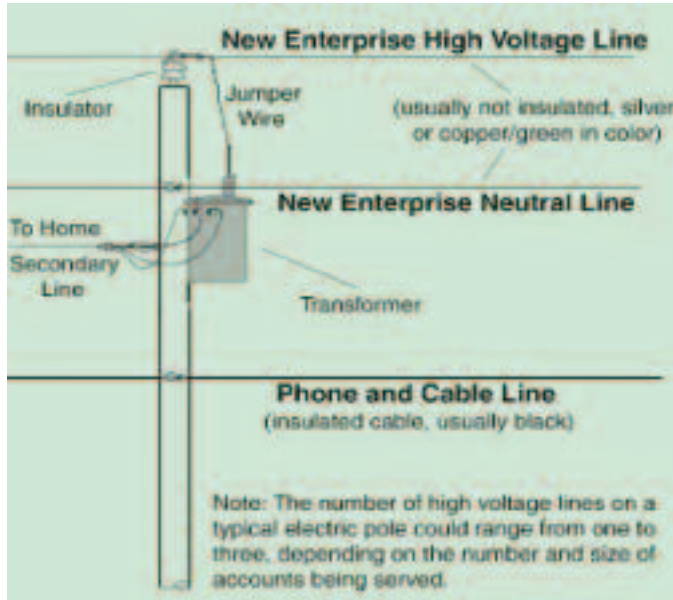 New Enterprise High Voltage Line
Insulator
Jumper
Wire
(usually not insulated, silver
or copper/green in color)
New Enterprise Neutral Line
To Home
Secondary
Line
Transformer
Phone and Cable Line
(insulated cable, usually black)
Note: The number of high voltage lines on a
typical electric pole could range from one to
three, depending on the number and size of
accounts being served.